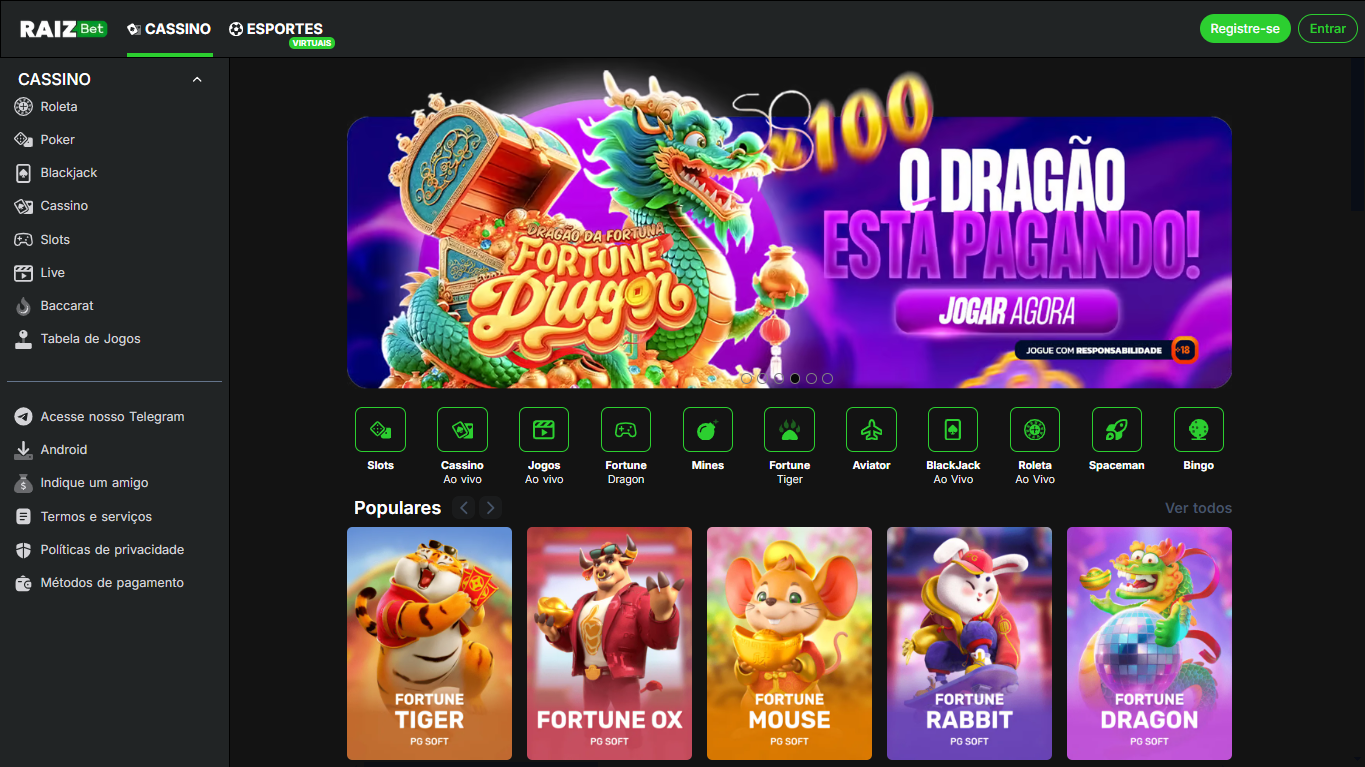 RAIZ Bet
CASSINO
ESPORTES
VIRTUAIS
Registre-se
Entrar
CASSINO
Roleta
Poker
Blackjack
Cassino
Slots
Live
Baccarat
Tabela de Jogos
Acesse nosso Telegram
Android
Indique um amigo
Termos e serviços
Políticas de privacidade
Métodos de pagamento
x100
O DRAGÃO
ESTÁ PAGANDO!
DRAGÃO DA FORTUNA
FORTUNE
Dragon
JOGAR AGORA
JOGUE COM RESPONSABILIDADE +18
Slots
Cassino
Ao vivo
Jogos
Ao vivo
Fortune
Dragon
Mines
Fortune
Tiger
Aviator
BlackJack
Ao Vivo
Roleta
Ao Vivo
Spaceman
Bingo
Populares
Ver todos
FORTUNE
TIGER
PG SOFT
FORTUNE OX
PG SOFT
FORTUNE
MOUSE
PG SOFT
FORTUNE
RABBIT
PG SOFT
FORTUNE
DRAGON
PG SOFT